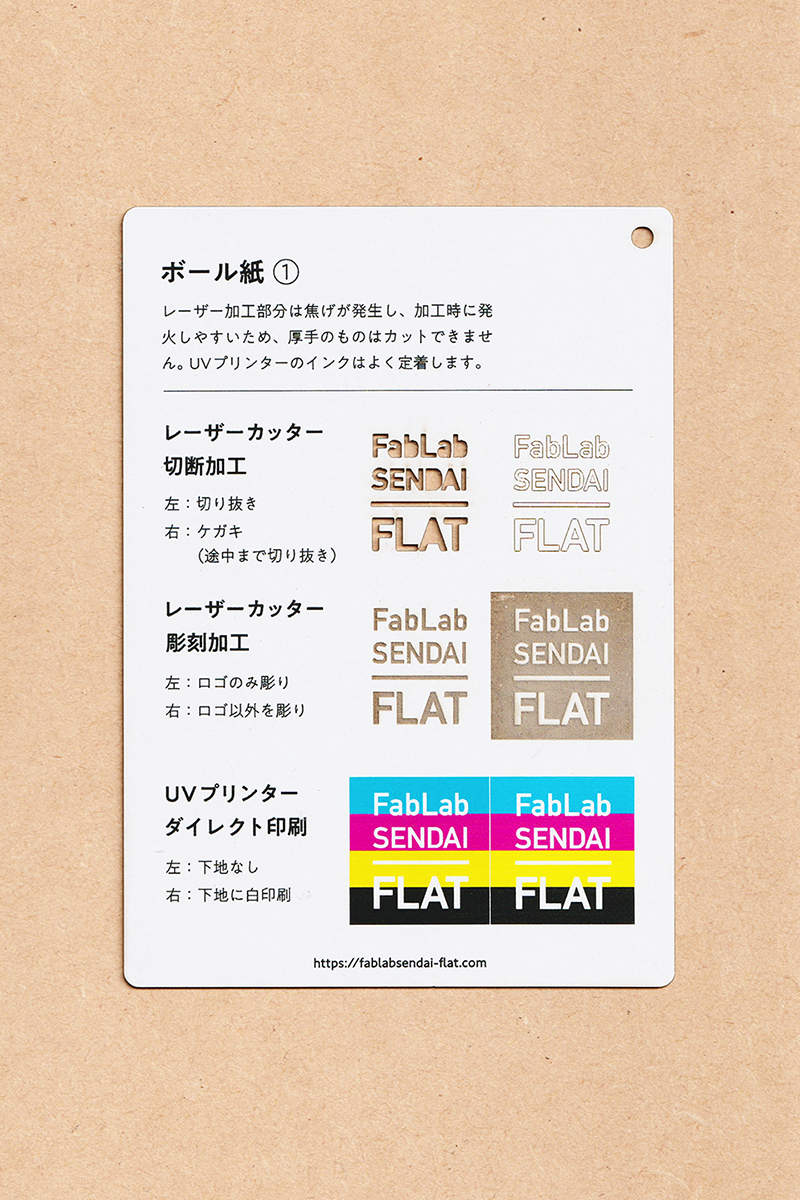 ボール紙 ①
レーザー加工部分は焦げが発生し、加工時に発
火しやすいため、厚手のものはカットできませ
ん。UVプリンターのインクはよく定着します。
レーザーカッター
切断加工
左：切り抜き
右：ケガキ
（途中まで切り抜き）
FabLab
SENDAI
FLAT
FabLab
SENDAI
FLAT
レーザーカッター
彫刻加工
左：ロゴのみ彫り
右：ロゴ以外を彫り
FabLab
SENDAI
FLAT
FabLab
SENDAI
FLAT
UVプリンター
ダイレクト印刷
左：下地なし
右：下地に白印刷
FabLab
SENDAI
FLAT
FabLab
SENDAI
FLAT
https://fablabsendai-flat.com